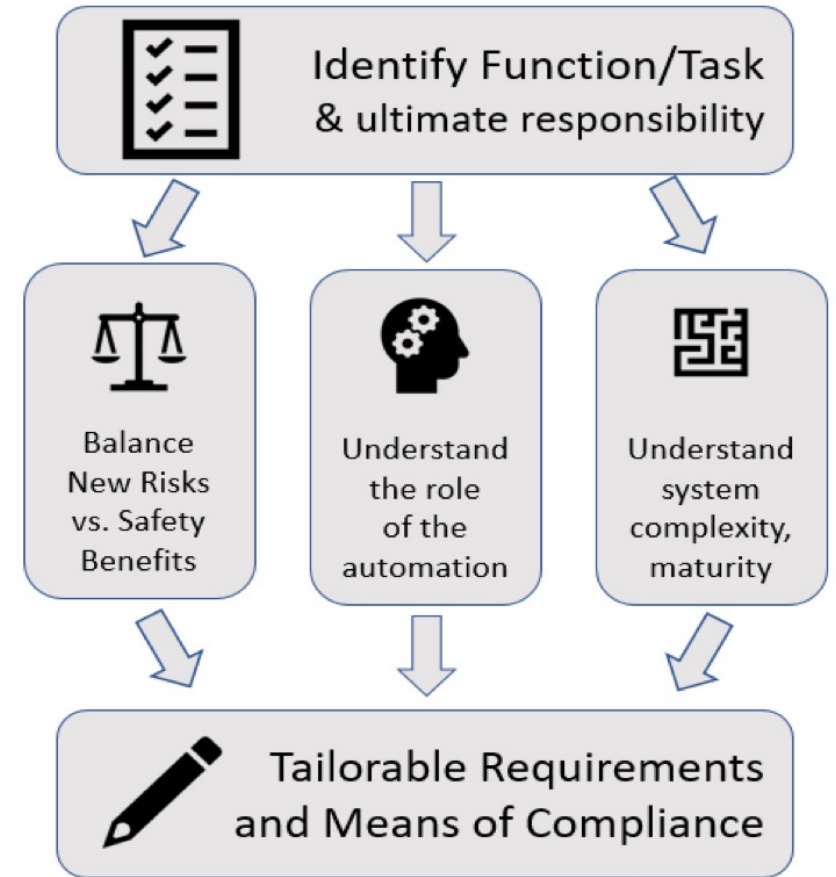 Identify Function/Task
& ultimate responsibility
Balance
New Risks
vs. Safety
Benefits
Understand
the role
of the
automation
Understand
system
complexity,
maturity
Tailorable Requirements
and Means of Compliance